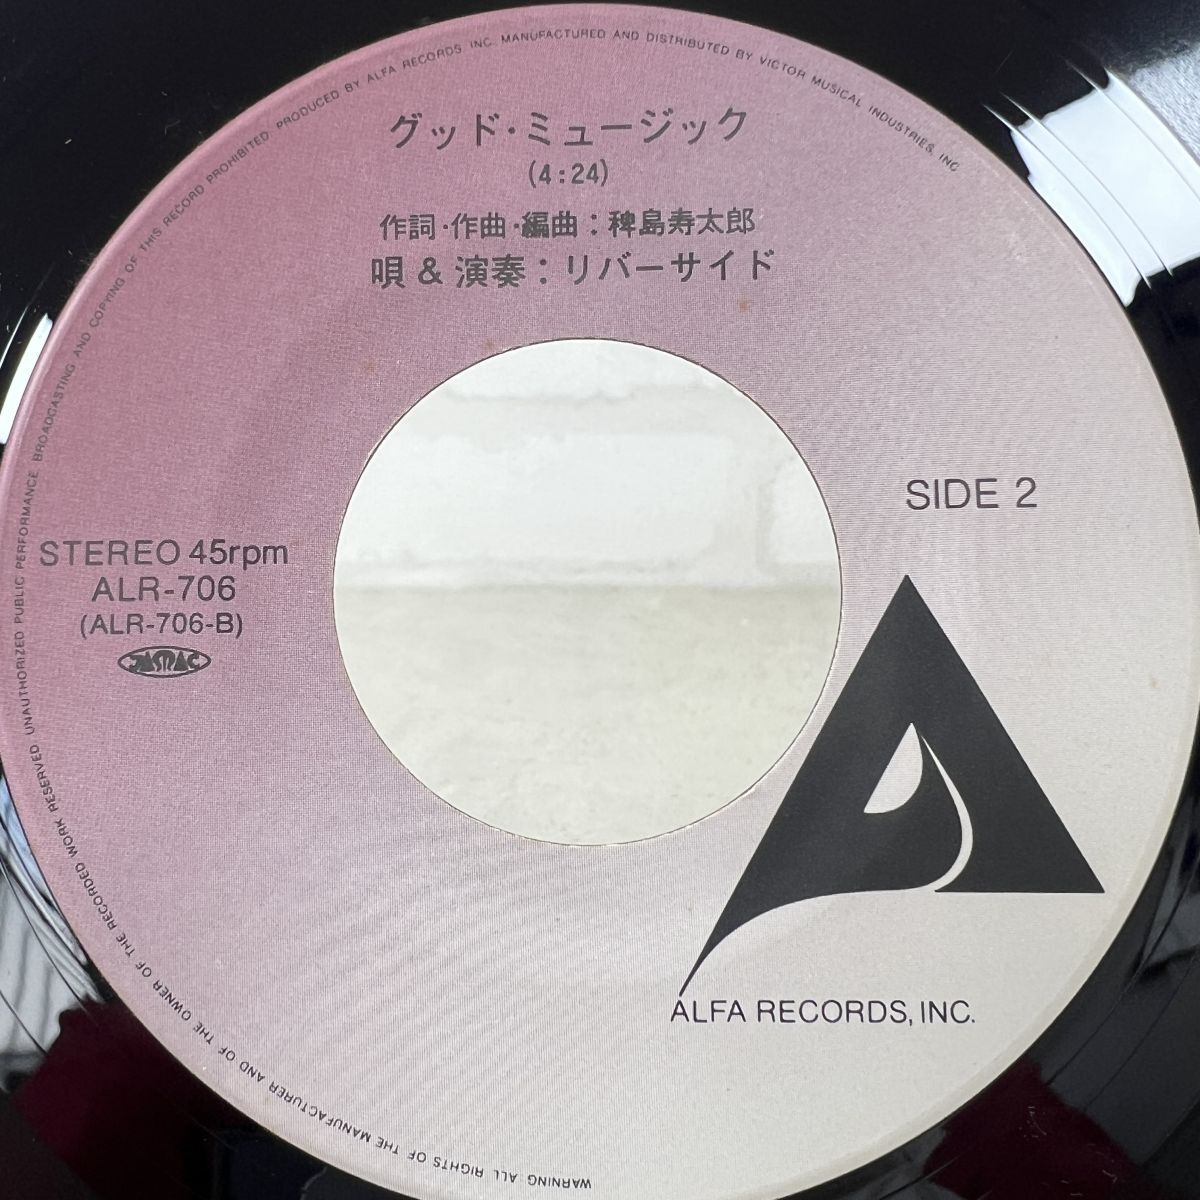 グッド・ミュージック
(4:24)
作詞・作曲・編曲：稗島寿太郎
唄 & 演奏：リバーサイド
SIDE 2
STEREO 45rpm
ALR-706
(ALR-706-B)
JASRAC
ALFA RECORDS, INC.
WARNING ALL RIGHTS OF THE MANUFACTURER AND OF THE OWNER OF THE RECORDED WORK RESERVED UNAUTHORIZED PUBLIC PERFORMANCE BROADCASTING AND COPYING OF THIS RECORD PROHIBITED. PRODUCED BY ALFA RECORDS INC. MANUFACTURED AND DISTRIBUTED BY VICTOR MUSICAL INDUSTRIES, INC